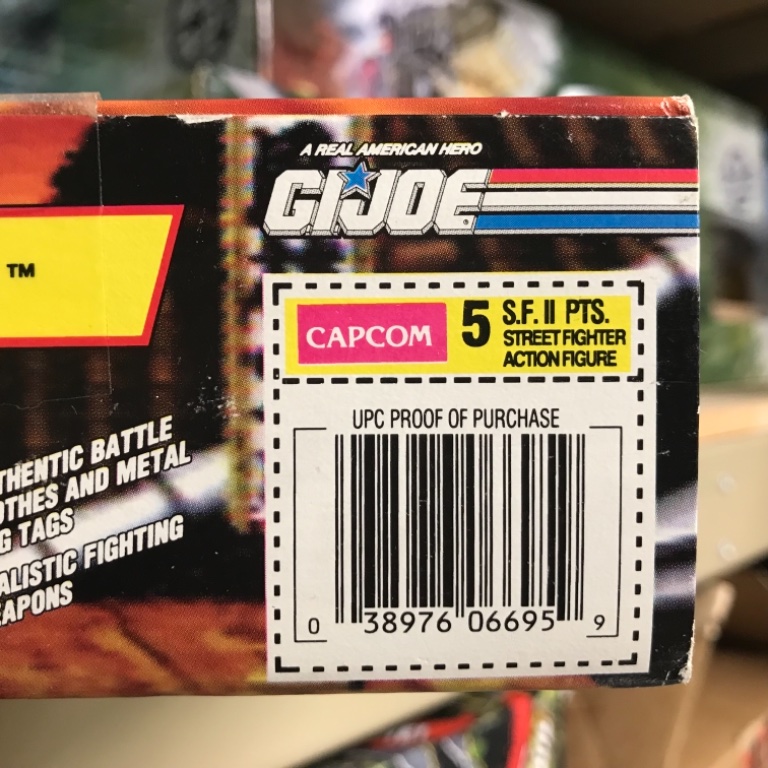 A REAL AMERICAN HERO
G.I.JOE®
™
CAPCOM
5
S.F. II PTS.
STREET FIGHTER
ACTION FIGURE
UPC PROOF OF PURCHASE
0 38976 06695 9
THENTIC BATTLE
OTHES AND METAL
G TAGS
ALISTIC FIGHTING
EAPONS